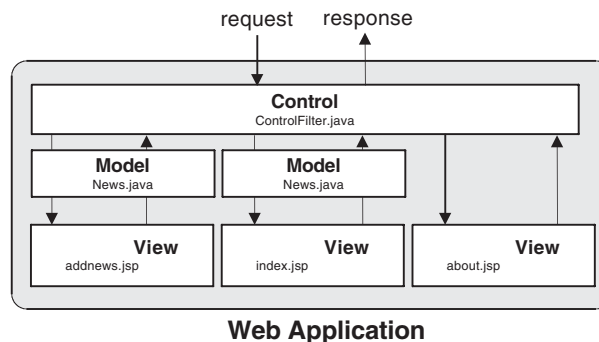 request response
Control
ControlFilter.java
Model
News.java
Model
News.java
View
addnews.jsp
View
index.jsp
View
about.jsp
Web Application